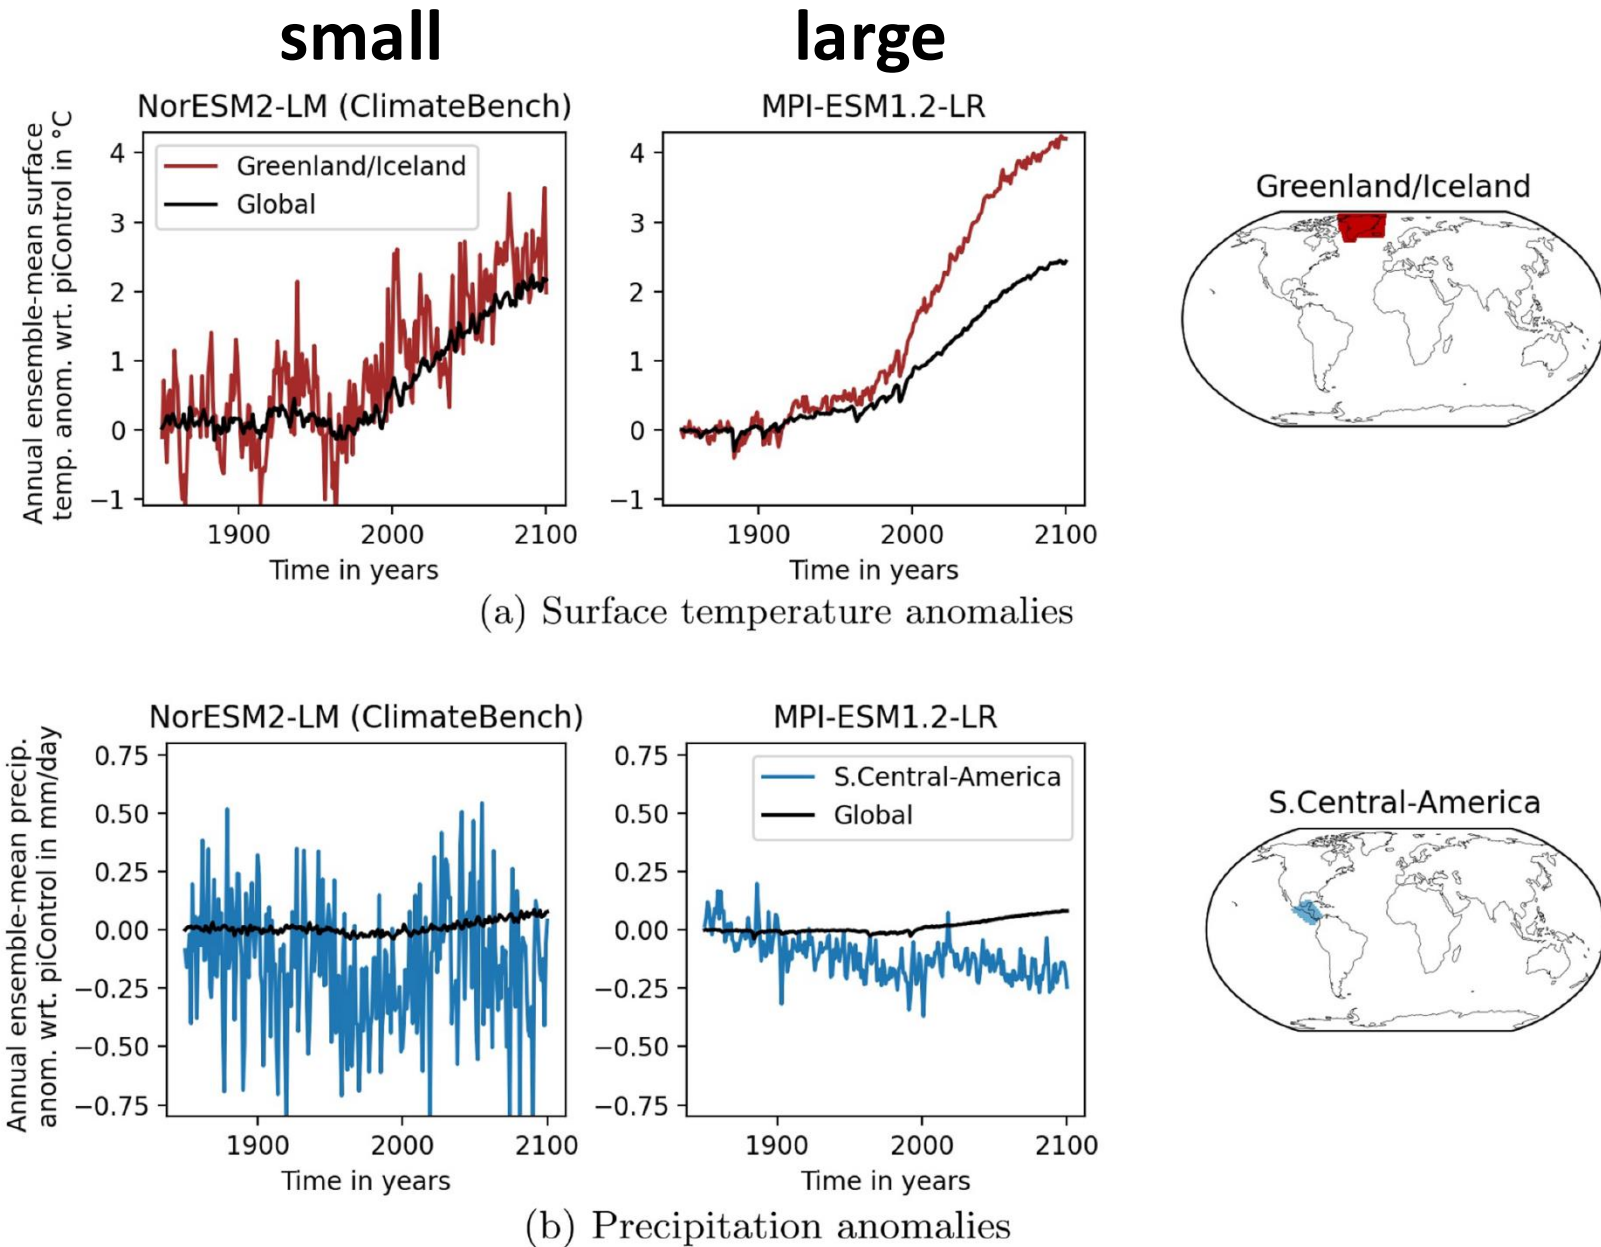 small
large
NorESM2-LM (ClimateBench)
MPI-ESM1.2-LR
Annual ensemble-mean surface
temp. anom. wrt. piControl in °C
4
3
2
1
0
−1
Greenland/Iceland
Global
1900
2000
2100
Time in years
4
3
2
1
0
−1
1900
2000
2100
Time in years
Greenland/Iceland
(a) Surface temperature anomalies
NorESM2-LM (ClimateBench)
MPI-ESM1.2-LR
Annual ensemble-mean precip.
anom. wrt. piControl in mm/day
0.75
0.50
0.25
0.00
−0.25
−0.50
−0.75
1900
2000
2100
Time in years
0.75
0.50
0.25
0.00
−0.25
−0.50
−0.75
S.Central-America
Global
1900
2000
2100
Time in years
S.Central-America
(b) Precipitation anomalies